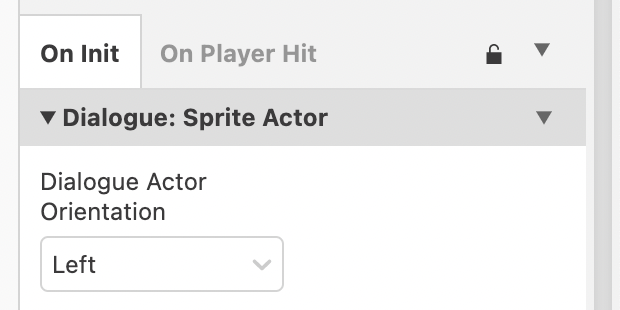 On Init On Player Hit
Dialogue: Sprite Actor
Dialogue Actor
Orientation
Left